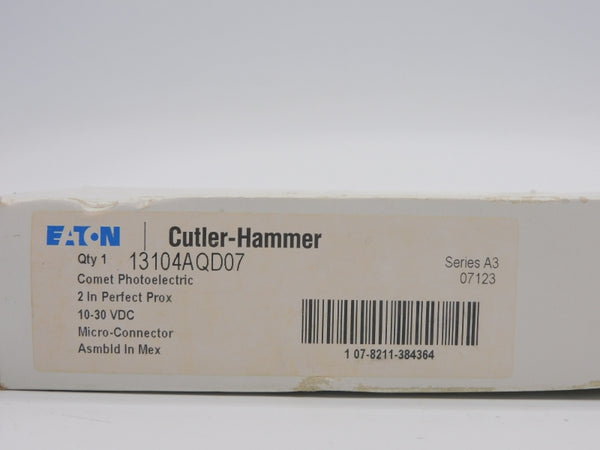 EATON Cutler-Hammer
Qty 1 13104AQD07
Series A3
Comet Photoelectric
07123
2 In Perfect Prox
10-30 VDC
Micro-Connector
Asmbld In Mex
1 07-8211-384364